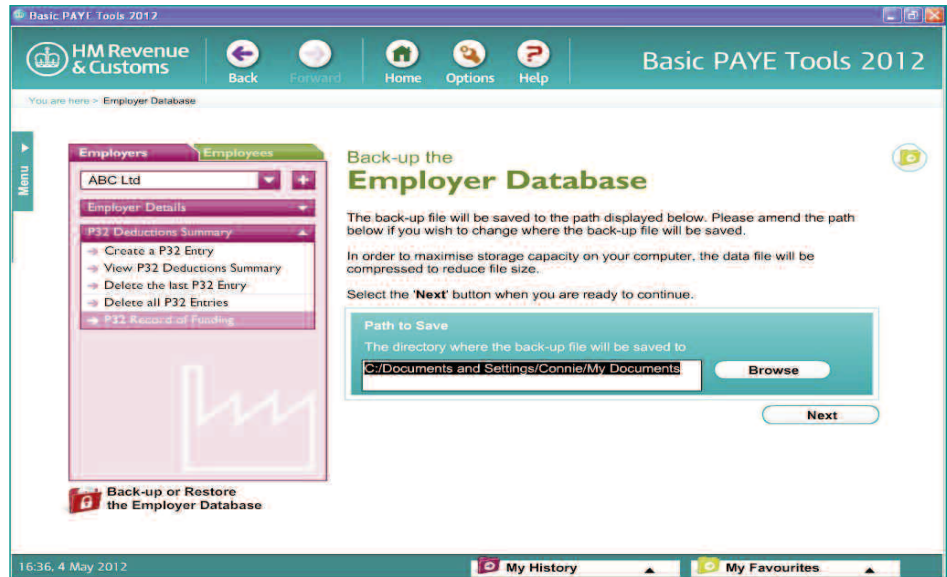 Basic PAYE Tools 2012
HM Revenue
& Customs
Back
Forward
Home
Options
Help
Basic PAYE Tools 2012
You are here > Employer Database
Menu
Employers
Employees
ABC Ltd
+
Employer Details
P32 Deductions Summary
Create a P32 Entry
View P32 Deductions Summary
Delete the last P32 Entry
Delete all P32 Entries
P32 Record of Funding
Back-up or Restore
the Employer Database
Back-up the
Employer Database
The back-up file will be saved to the path displayed below. Please amend the path
below if you wish to change where the back-up file will be saved.
In order to maximise storage capacity on your computer, the data file will be
compressed to reduce file size.
Select the 'Next' button when you are ready to continue.
Path to Save
The directory where the back-up file will be saved to
C:/Documents and Settings/Connie/My Documents
Browse
Next
16:36, 4 May 2012
My History
My Favourites